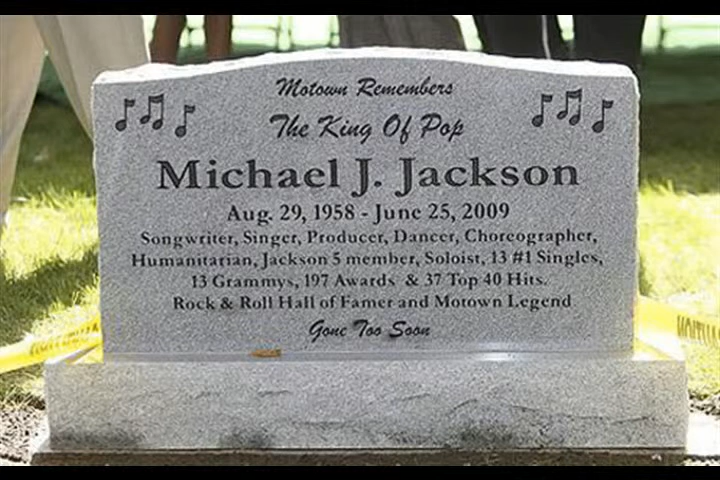 Motown Remembers
The King Of Pop
Michael J. Jackson
Aug. 29, 1958 - June 25, 2009
Songwriter, Singer, Producer, Dancer, Choreographer,
Humanitarian, Jackson 5 member, Soloist, 13 #1 Singles,
13 Grammys, 197 Awards & 37 Top 40 Hits.
Rock & Roll Hall of Famer and Motown Legend
Gone Too Soon